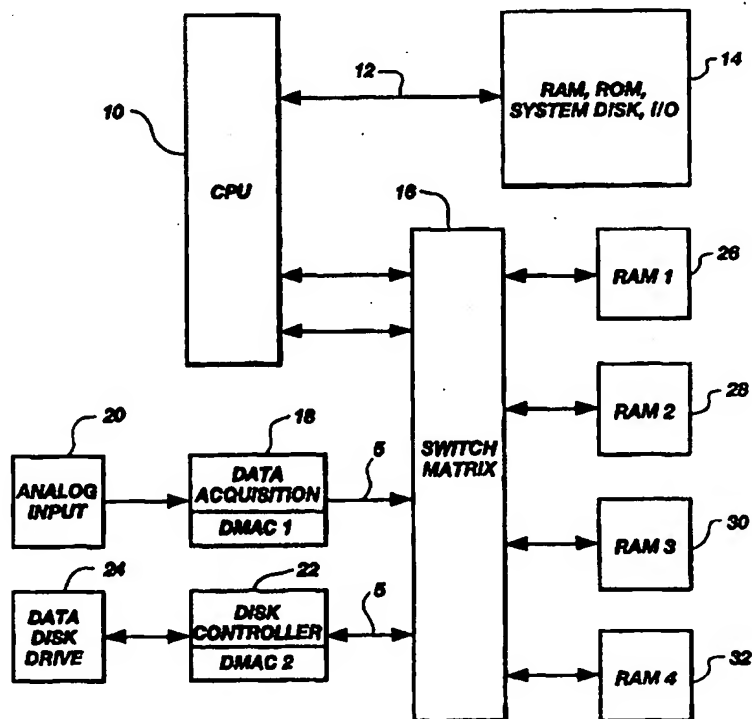 12
14
10
RAM, ROM,
SYSTEM DISK, I/O
CPU
16
26
RAM 1
28
RAM 2
20
18
5
ANALOG
INPUT
DATA
ACQUISITION
DMAC 1
SWITCH
MATRIX
30
RAM 3
24
22
5
DATA
DISK
DRIVE
DISK
CONTROLLER
DMAC 2
RAM 4
32